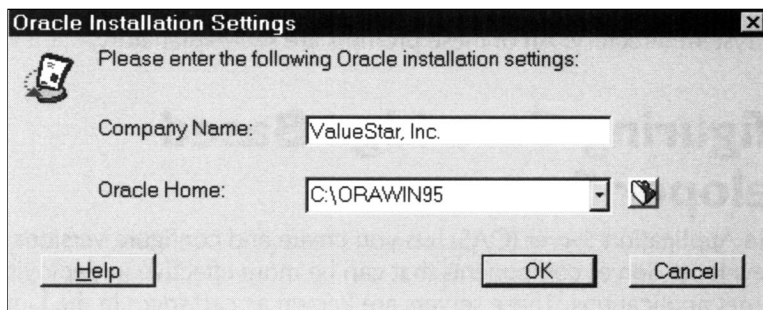 Oracle Installation Settings
Please enter the following Oracle installation settings:
Company Name: ValueStar, Inc.
Oracle Home: C:\ORAWIN95
Help OK Cancel